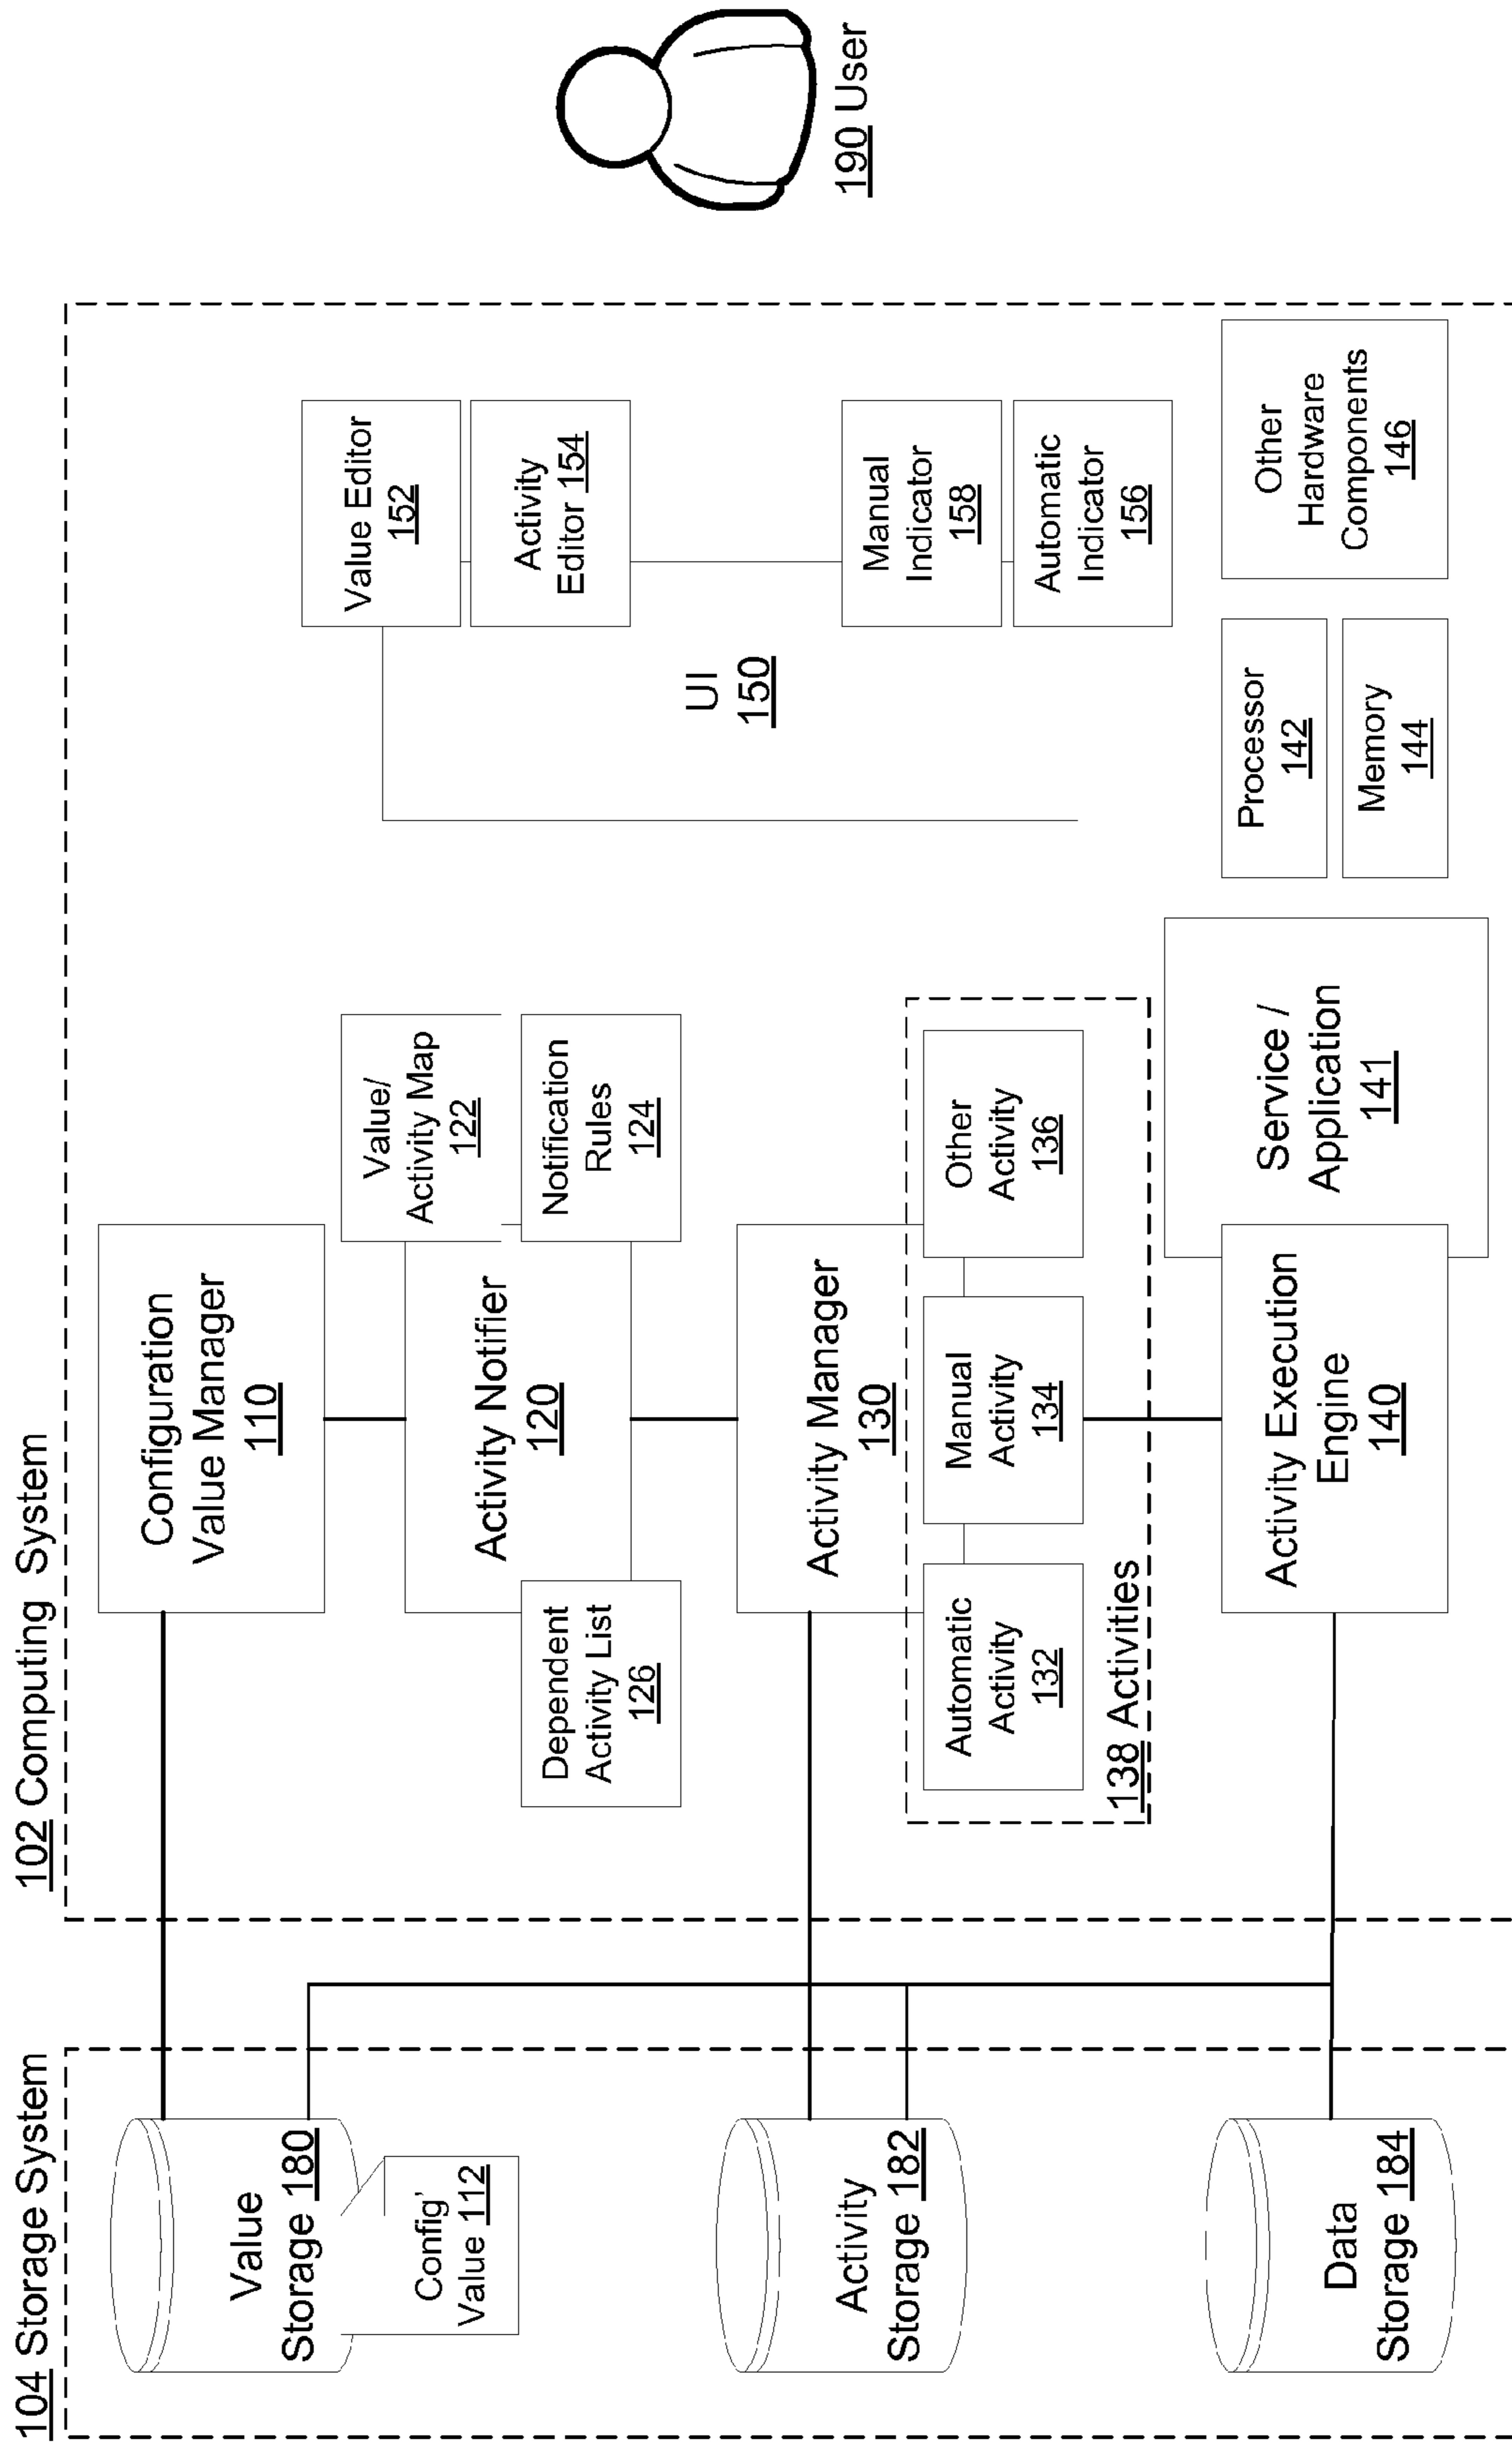 104 Storage System
Value
Storage 180
Config'
Value 112
Activity
Storage 182
Data
Storage 184
102 Computing System
Configuration
Value Manager
110
Value/
Activity Map
122
Activity Notifier
120
Notification
Rules
124
Dependent
Activity List
126
Activity Manager
130
Automatic
Activity
132
Manual
Activity
134
Other
Activity
136
138 Activities
Activity Execution
Engine
140
Service /
Application
141
Value Editor
152
Activity
Editor 154
UI
150
Manual
Indicator
158
Automatic
Indicator
156
Processor
142
Memory
144
Other
Hardware
Components
146
190 User